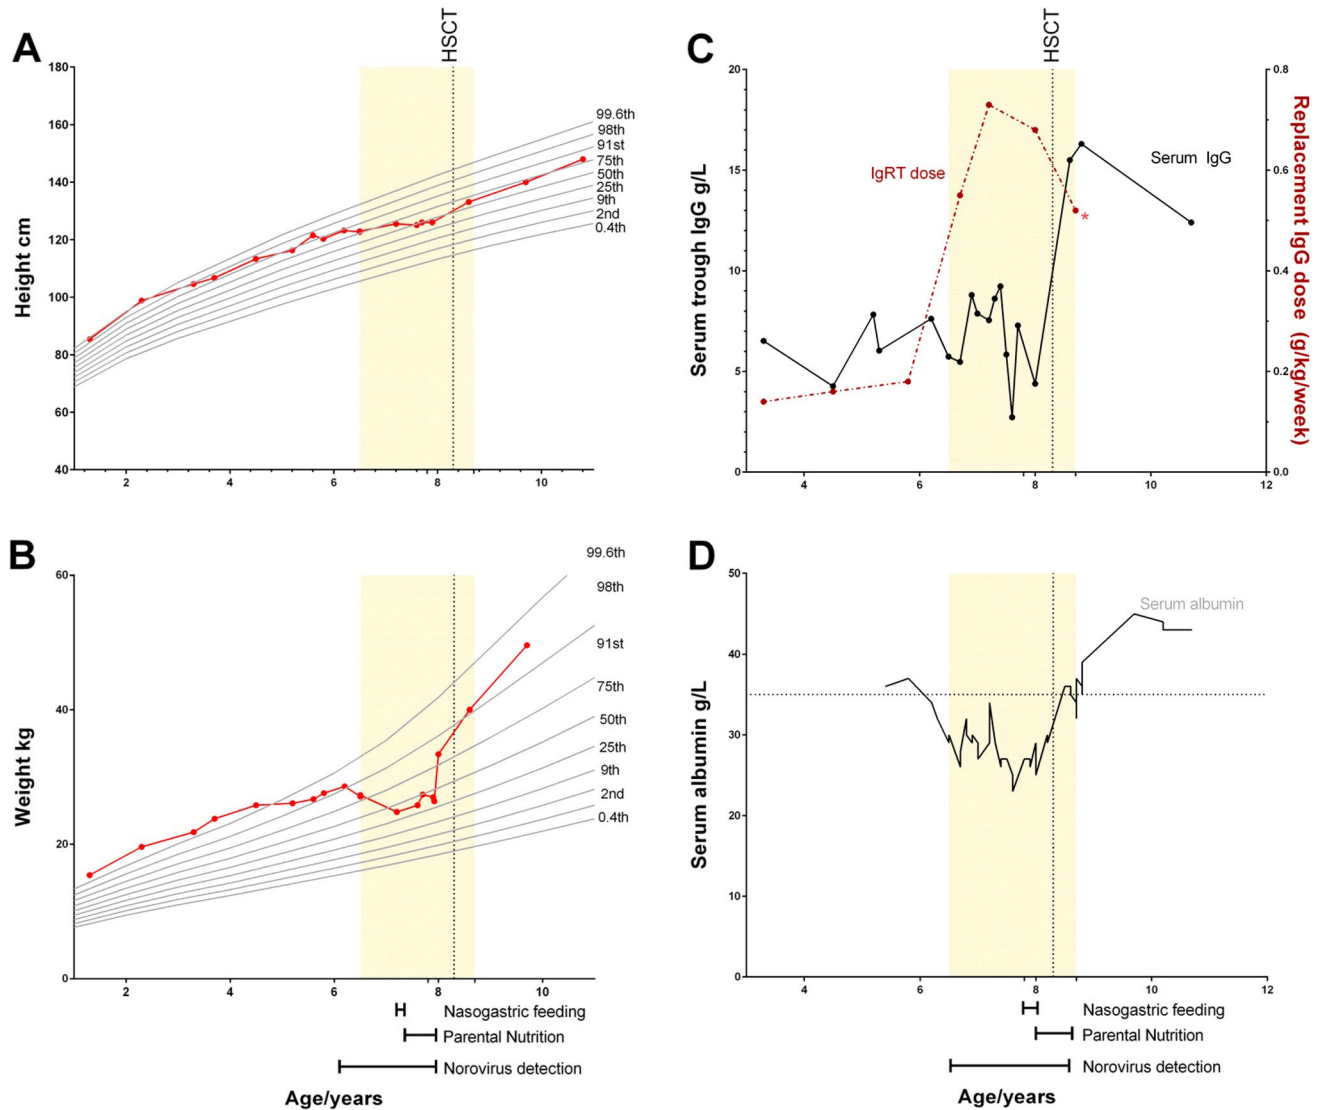 A
HSCT
180
160
140
120
100
80
60
40
Height cm
2
4
6
8
10
99.6th
98th
91st
75th
50th
25th
9th
2nd
0.4th
C
HSCT
20
15
10
5
0
Serum trough IgG g/L
0.8
0.6
0.4
0.2
0.0
Replacement IgG dose (g/kg/week)
IgRT dose
Serum IgG
*
4
6
8
10
12
B
60
40
20
0
Weight kg
99.6th
98th
91st
75th
50th
25th
9th
2nd
0.4th
2
4
6
8
10
Nasogastric feeding
Parental Nutrition
Norovirus detection
Age/years
D
50
40
30
20
10
0
Serum albumin g/L
Serum albumin
4
6
8
10
12
Nasogastric feeding
Parental Nutrition
Norovirus detection
Age/years